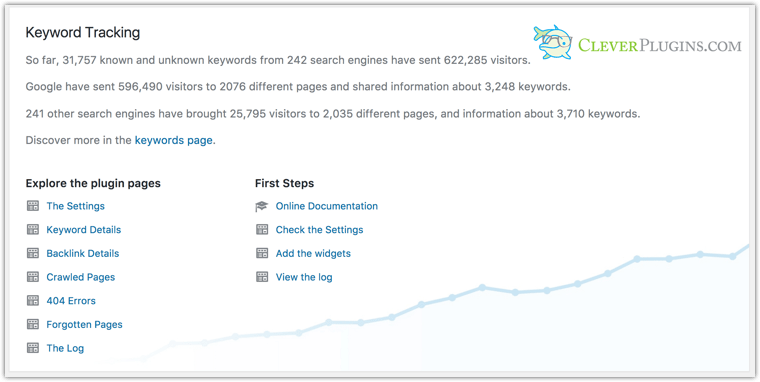 Keyword Tracking
CleverPlugins.com
So far, 31,757 known and unknown keywords from 242 search engines have sent 622,285 visitors.
Google have sent 596,490 visitors to 2076 different pages and shared information about 3,248 keywords.
241 other search engines have brought 25,795 visitors to 2,035 different pages, and information about 3,710 keywords.
Discover more in the keywords page.
Explore the plugin pages
The Settings
Keyword Details
Backlink Details
Crawled Pages
404 Errors
Forgotten Pages
The Log
First Steps
Online Documentation
Check the Settings
Add the widgets
View the log